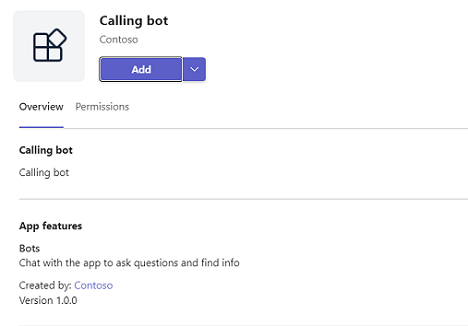 Calling bot
Contoso
Add
Overview Permissions
Calling bot
Calling bot
App features
Bots
Chat with the app to ask questions and find info
Created by: Contoso
Version 1.0.0